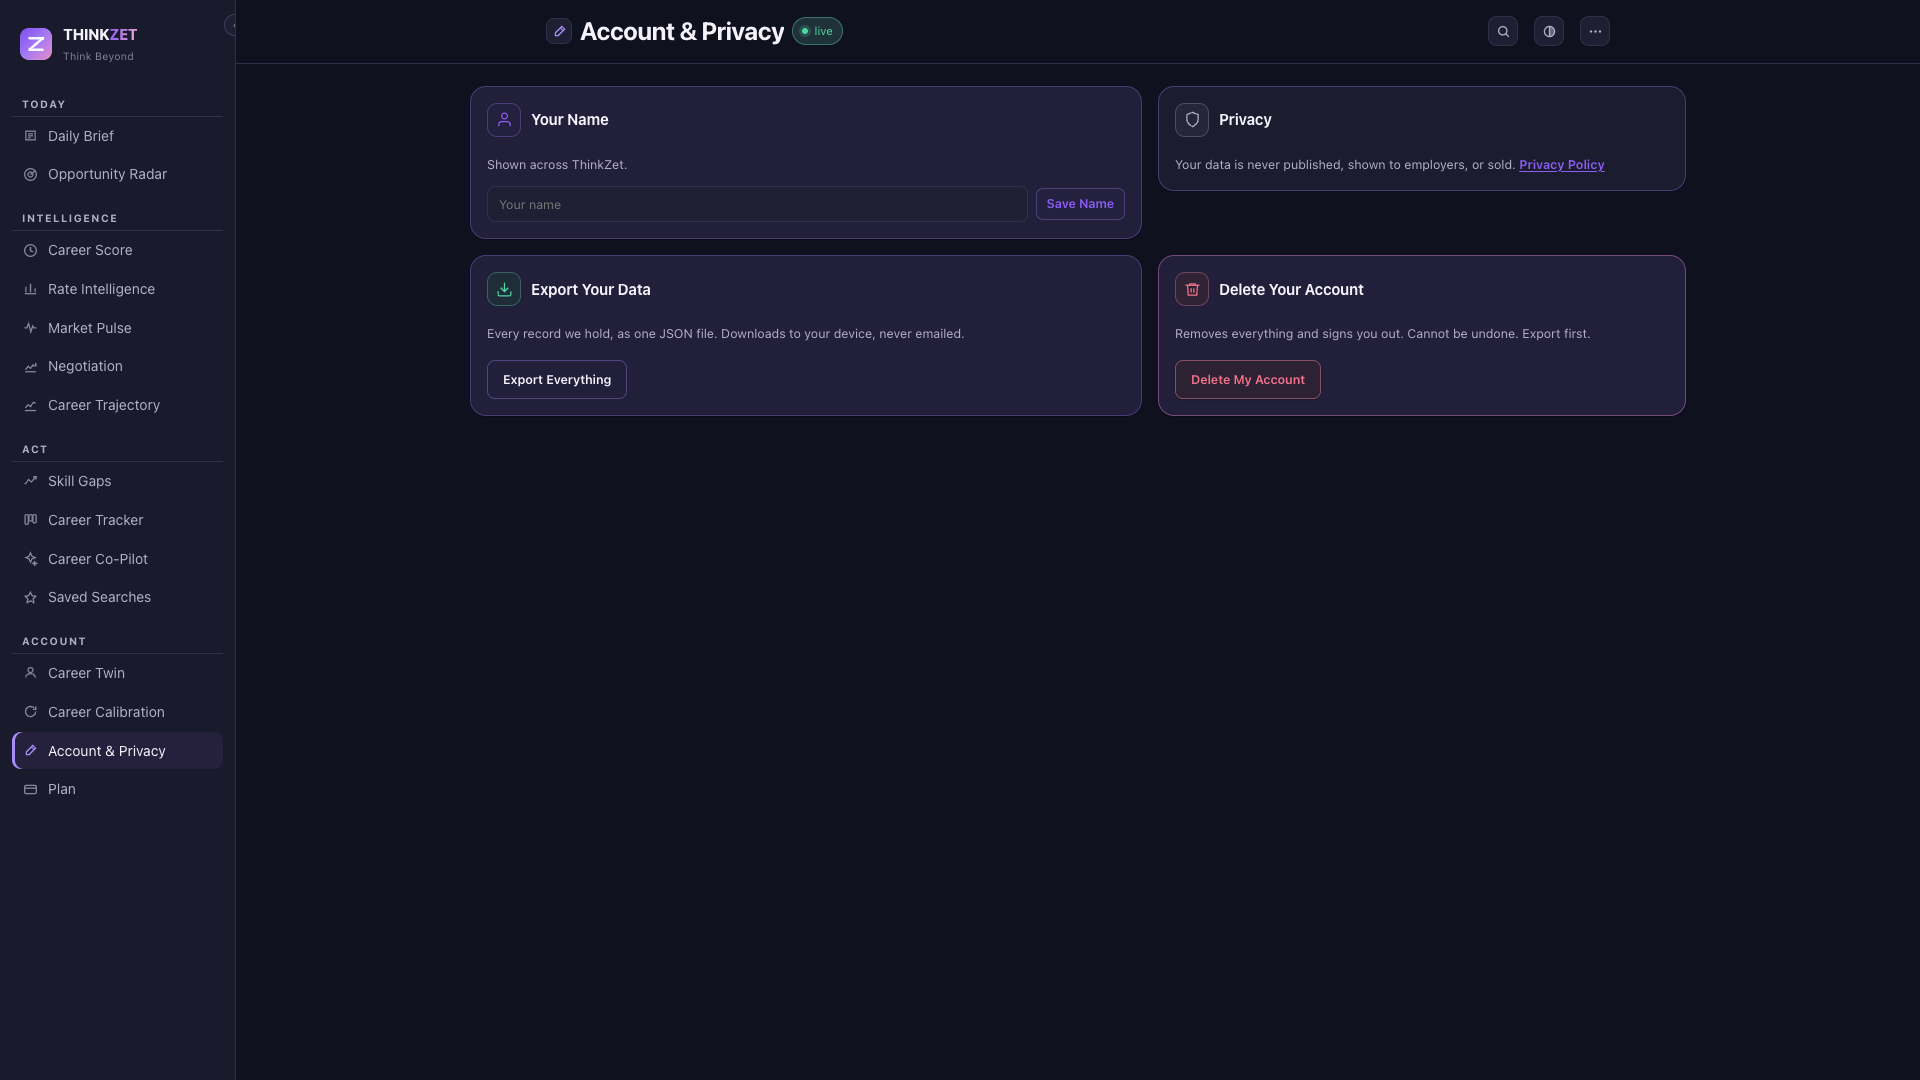 THINKZET
Think Beyond
TODAY
Daily Brief
Opportunity Radar
INTELLIGENCE
Career Score
Rate Intelligence
Market Pulse
Negotiation
Career Trajectory
ACT
Skill Gaps
Career Tracker
Career Co-Pilot
Saved Searches
ACCOUNT
Career Twin
Career Calibration
Account & Privacy
Plan
Account & Privacy
live
Your Name
Shown across ThinkZet.
Your name
Save Name
Privacy
Your data is never published, shown to employers, or sold. Privacy Policy
Export Your Data
Every record we hold, as one JSON file. Downloads to your device, never emailed.
Export Everything
Delete Your Account
Removes everything and signs you out. Cannot be undone. Export first.
Delete My Account